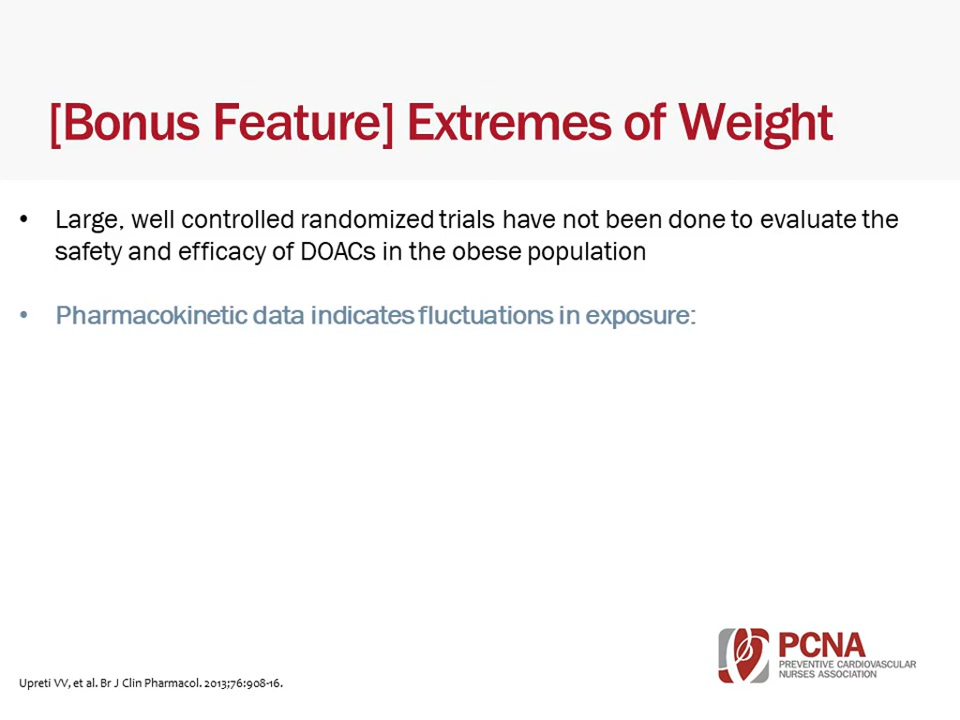 [Bonus Feature] Extremes of Weight
• Large, well controlled randomized trials have not been done to evaluate the
safety and efficacy of DOACs in the obese population
• Pharmacokinetic data indicates fluctuations in exposure:
PCNA
PREVENTIVE CARDIOVASCULAR
NURSES ASSOCIATION
Upreti VV, et al. Br J Clin Pharmacol. 2013;76:908-16.